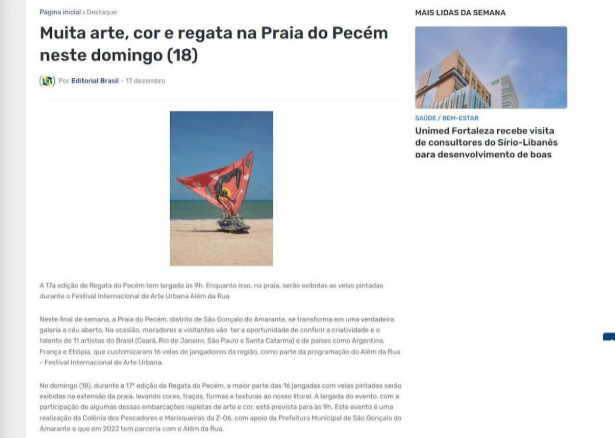 Página inicial › Destaque
MAIS LIDAS DA SEMANA
Muita arte, cor e regata na Praia do Pecém
neste domingo (18)
Por Editorial Brasil - 17 dezembro
SAÚDE / BEM-ESTAR
Unimed Fortaleza recebe visita
de consultores do Sírio-Libanês
para desenvolvimento de boas
A 17a edição da Regata do Pecém tem largada às 9h. Enquanto isso, na praia, serão exibidas as velas pintadas
durante o Festival Internacional de Arte Urbana Além da Rua
Neste final de semana, a Praia do Pecém, distrito de São Gonçalo do Amarante, se transforma em uma verdadeira
galeria a céu aberto. Na ocasião, moradores e visitantes vão ter a oportunidade de conferir a criatividade e o
talento de 11 artistas do Brasil (Ceará, Rio de Janeiro, São Paulo e Santa Catarina) e de países como Argentina,
França e Etiópia, que customizaram 16 velas de jangadeiros da região, como parte da programação do Além da Rua
- Festival Internacional de Arte Urbana.
No domingo (18), durante a 17ª edição da Regata do Pecém, a maior parte das 16 jangadas com velas pintadas serão
exibidas na extensão da praia, levando cores, traços, formas e texturas ao nosso litoral. A largada do evento, com a
participação de algumas dessas embarcações repletas de arte e cor, está prevista para às 9h. Este evento é uma
realização da Colônia dos Pescadores e Marisqueiras da Z-06, com apoio da Prefeitura Municipal de São Gonçalo do
Amarante e que em 2022 tem parceria com o Além da Rua.